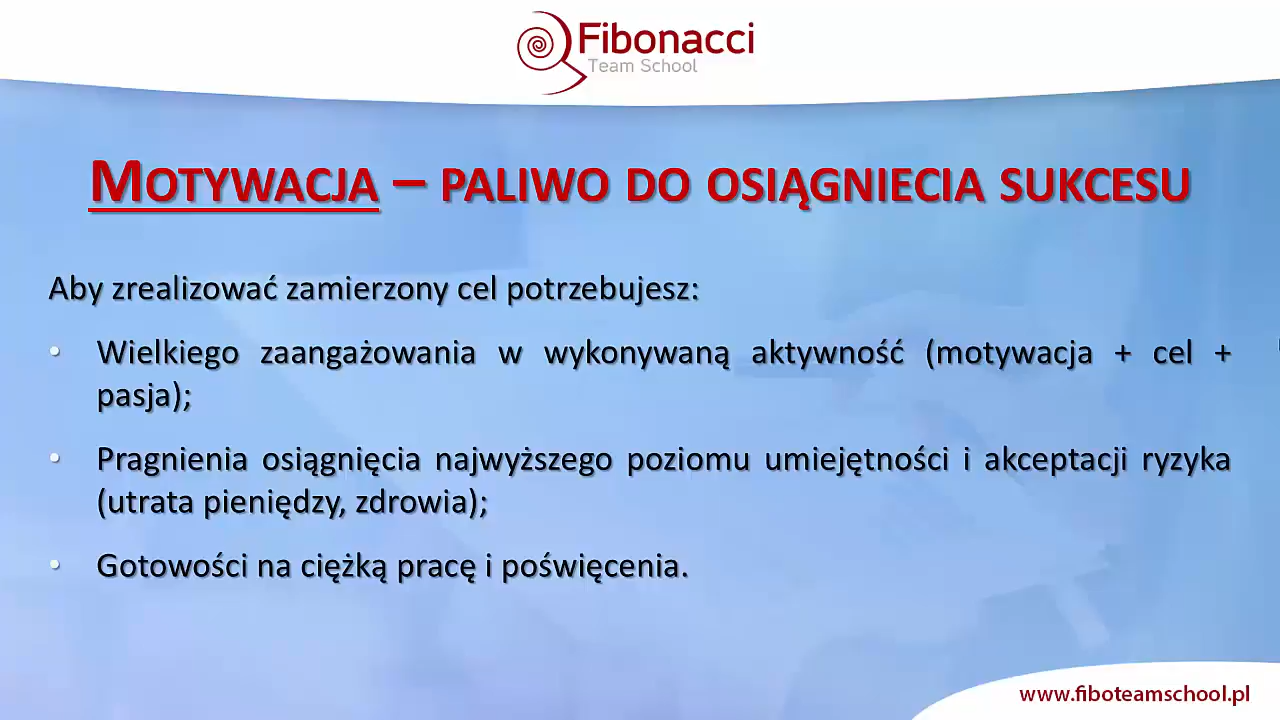 Fibonacci
Team School
MOTYWACJA – PALIWO DO OSIĄGNIECIA SUKCESU
Aby zrealizować zamierzony cel potrzebujesz:
• Wielkiego zaangażowania w wykonywaną aktywność (motywacja + cel +
pasja);
• Pragnienia osiągnięcia najwyższego poziomu umiejętności i akceptacji ryzyka
(utrata pieniędzy, zdrowia);
• Gotowości na ciężką pracę i poświęcenia.
www.fiboteamschool.pl